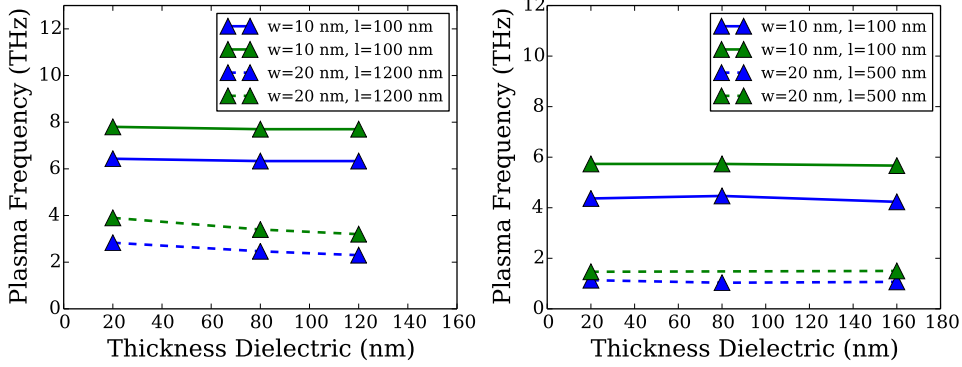 Plasma Frequency (THz)
12
10
8
6
4
2
0
w=10 nm, l=100 nm
w=10 nm, l=100 nm
w=20 nm, l=1200 nm
w=20 nm, l=1200 nm
0 20 40 60 80 100 120 140 160
Thickness Dielectric (nm)
Plasma Frequency (THz)
12
10
8
6
4
2
0
w=10 nm, l=100 nm
w=10 nm, l=100 nm
w=20 nm, l=500 nm
w=20 nm, l=500 nm
0 20 40 60 80 100 120 140 160 180
Thickness Dielectric (nm)